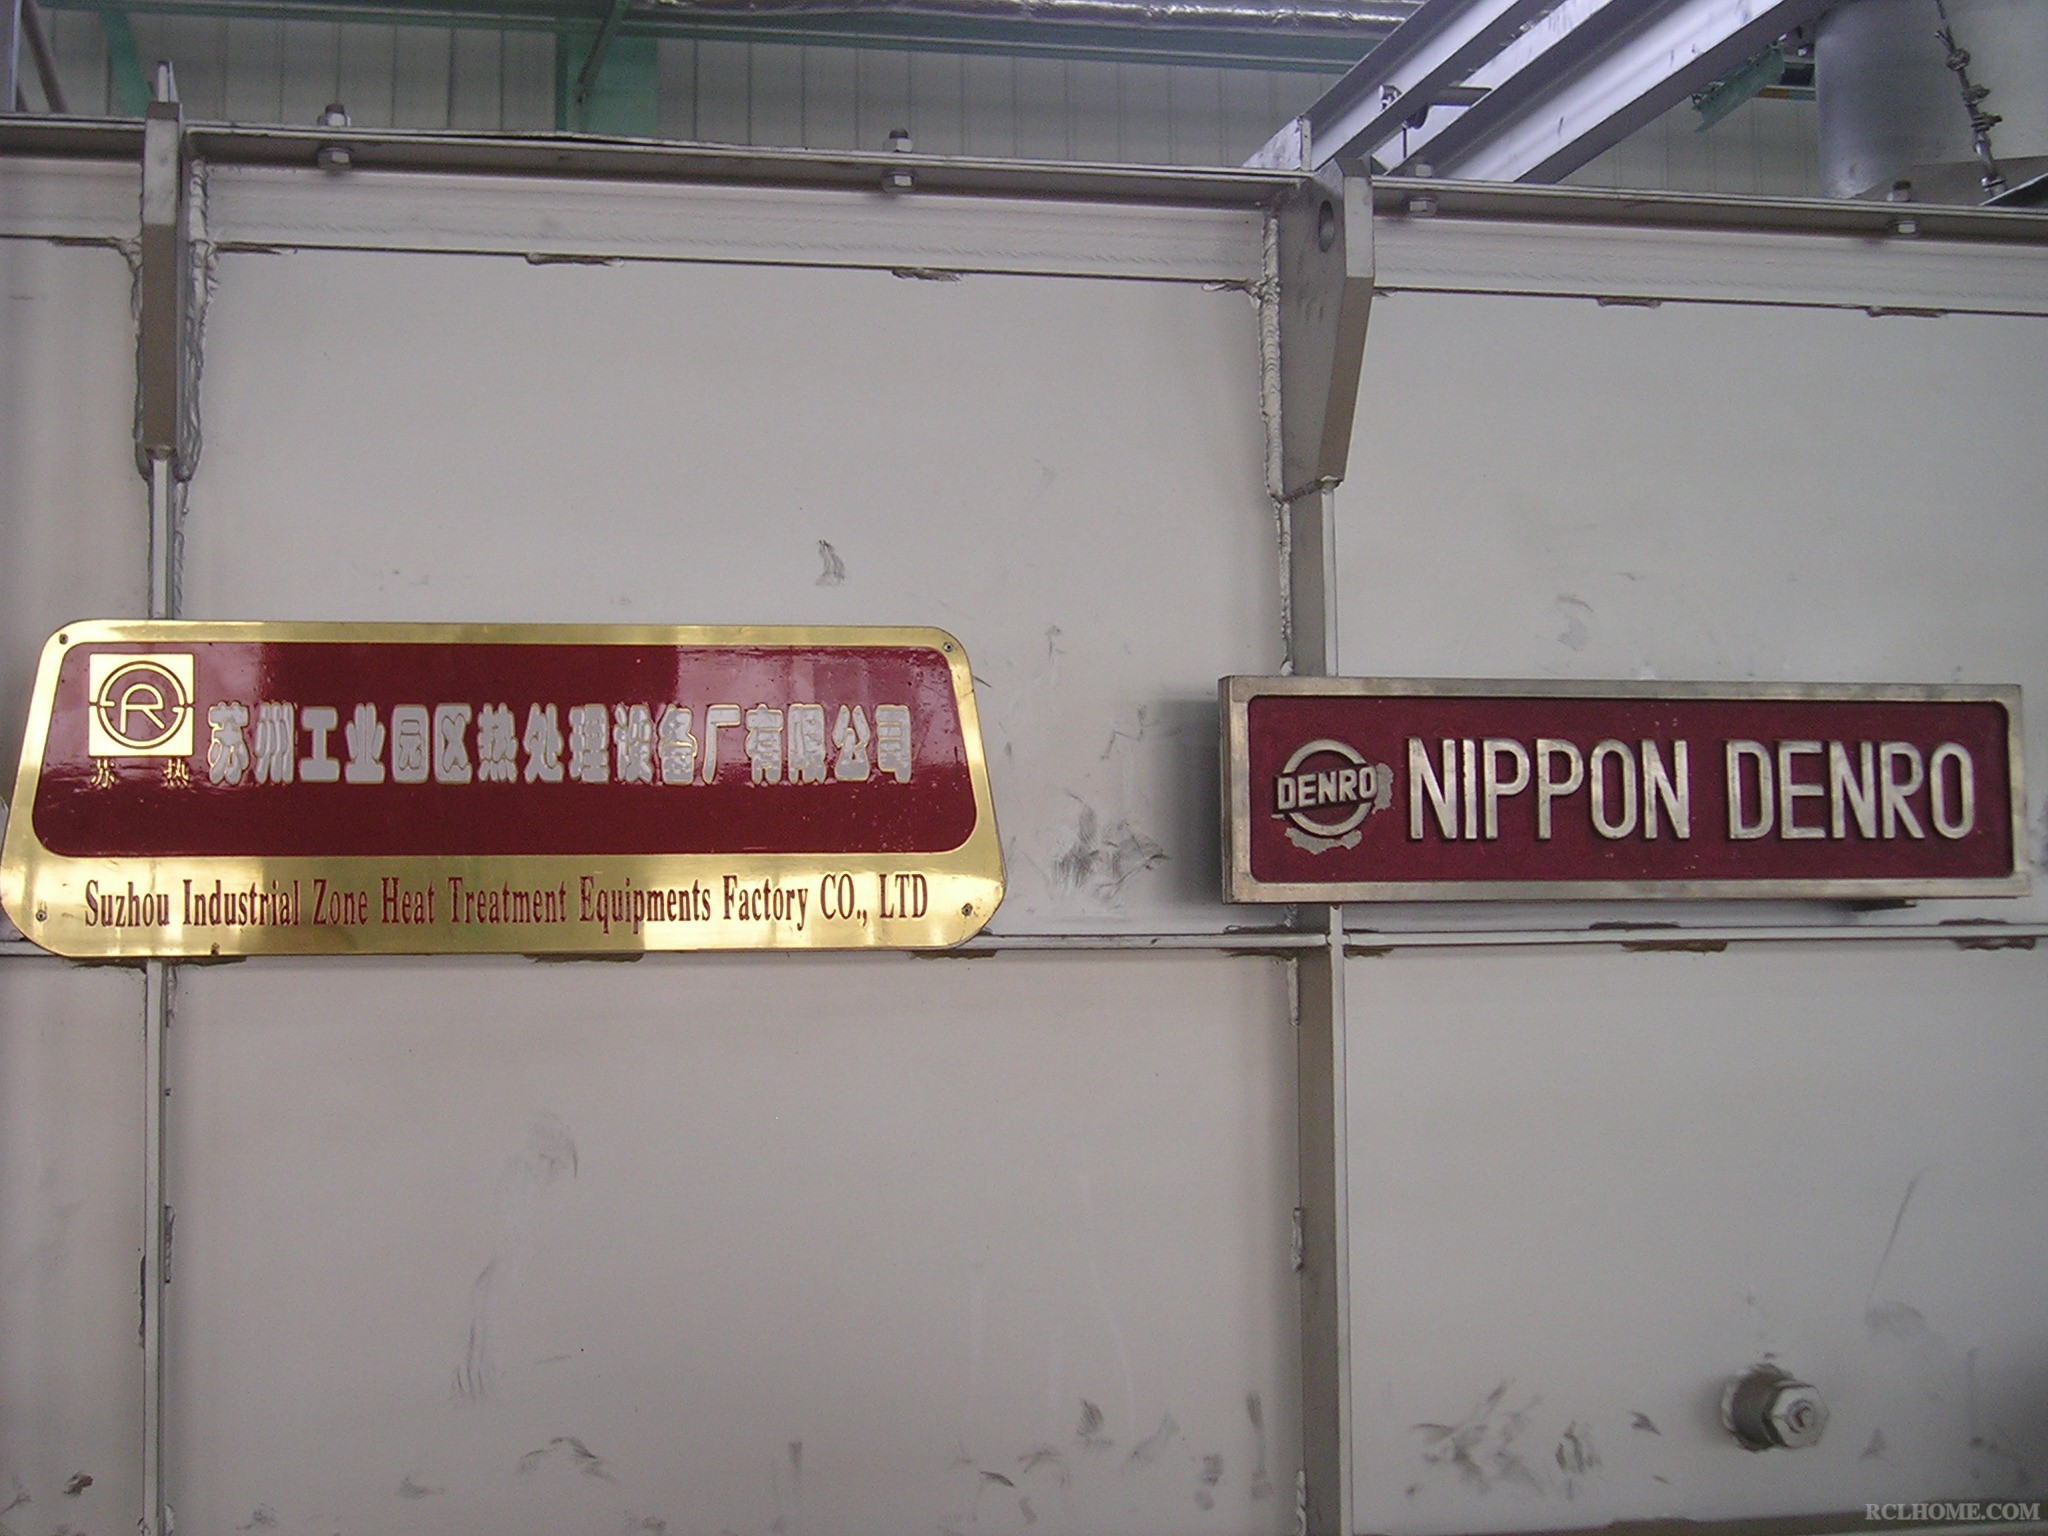 R
苏 热
苏州工业园区热处理设备厂有限公司
Suzhou Industrial Zone Heat Treatment Equipments Factory CO., LTD
DENRO
NIPPON DENRO
RCLHOME.COM